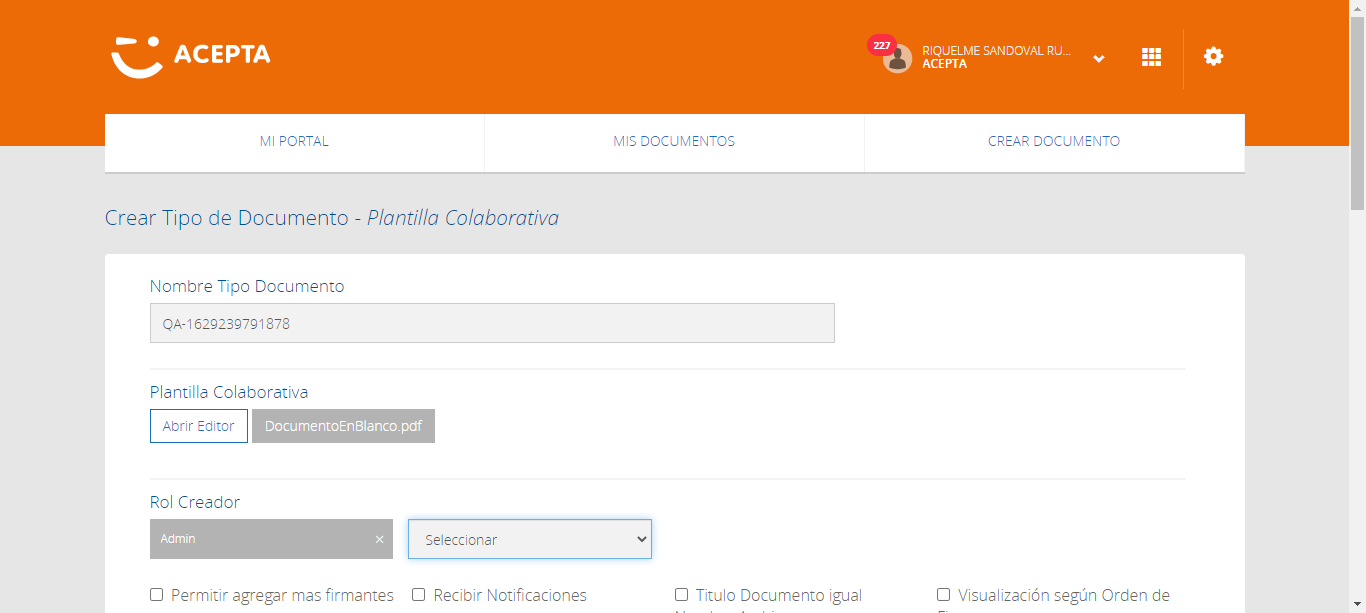 ACEPTA
227
RIQUELME SANDOVAL RU...
ACEPTA
MI PORTAL
MIS DOCUMENTOS
CREAR DOCUMENTO
Crear Tipo de Documento - Plantilla Colaborativa
Nombre Tipo Documento
QA-1629239791878
Plantilla Colaborativa
Abrir Editor
DocumentoEnBlanco.pdf
Rol Creador
Admin ×
Seleccionar
Permitir agregar mas firmantes
Recibir Notificaciones
Titulo Documento igual
Visualización según Orden de